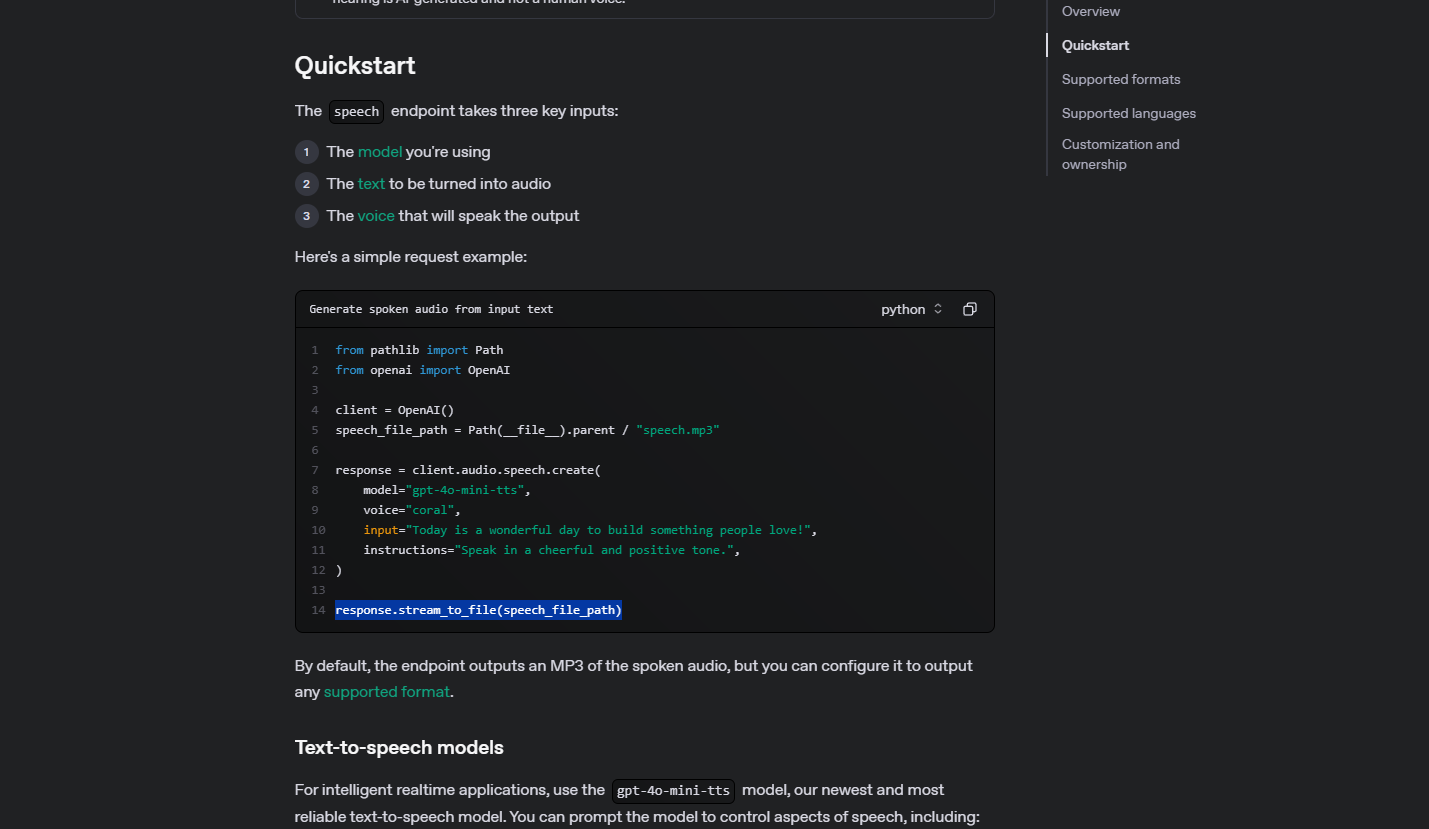 hearing is AI-generated and not a human voice.
Quickstart
The speech endpoint takes three key inputs:
1 The model you're using
2 The text to be turned into audio
3 The voice that will speak the output
Here's a simple request example:
Generate spoken audio from input text python
1 from pathlib import Path
2 from openai import OpenAI
3
4 client = OpenAI()
5 speech_file_path = Path(__file__).parent / "speech.mp3"
6
7 response = client.audio.speech.create(
8     model="gpt-4o-mini-tts",
9     voice="coral",
10     input="Today is a wonderful day to build something people love!",
11     instructions="Speak in a cheerful and positive tone.",
12 )
13
14 response.stream_to_file(speech_file_path)
By default, the endpoint outputs an MP3 of the spoken audio, but you can configure it to output
any supported format.
Text-to-speech models
For intelligent realtime applications, use the gpt-4o-mini-tts model, our newest and most
reliable text-to-speech model. You can prompt the model to control aspects of speech, including:
Overview
Quickstart
Supported formats
Supported languages
Customization and
ownership